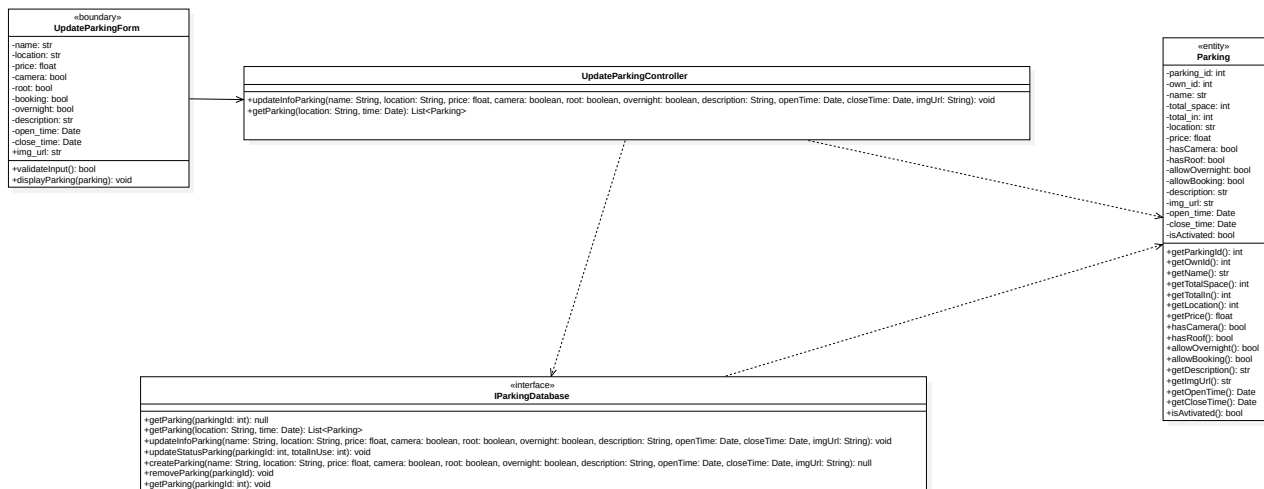 «boundary»
UpdateParkingForm
-name: str
-location: str
-price: float
-camera: bool
-root: bool
-booking: bool
-overnight: bool
-description: str
-open_time: Date
-close_time: Date
+img_url: str
+validateInput(): bool
+displayParking(parking): void
UpdateParkingController
+updateInfoParking(name: String, location: String, price: float, camera: boolean, root: boolean, overnight: boolean, description: String, openTime: Date, closeTime: Date, imgUrl: String): void
+getParking(location: String, time: Date): List<Parking>
«entity»
Parking
-parking_id: int
-own_id: int
-name: str
-total_space: int
-total_in: int
-location: str
-price: float
-hasCamera: bool
-hasRoof: bool
-allowOvernight: bool
-allowBooking: bool
-description: str
-img_url: str
-open_time: Date
-close_time: Date
-isActivated: bool
+getParkingId(): int
+getOwnId(): int
+getName(): str
+getTotalSpace(): int
+getTotalIn(): int
+getLocation(): int
+getPrice(): float
+hasCamera(): bool
+hasRoof(): bool
+allowOvernight(): bool
+allowBooking(): bool
+getDescription(): str
+getImgUrl(): str
+getOpenTime(): Date
+getCloseTime(): Date
+isAvtivated(): bool
«interface»
IParkingDatabase
+getParking(parkingId: int): null
+getParking(location: String, time: Date): List<Parking>
+updateInfoParking(name: String, location: String, price: float, camera: boolean, root: boolean, overnight: boolean, description: String, openTime: Date, closeTime: Date, imgUrl: String): void
+updateStatusParking(parkingId: int, totalInUse: int): void
+createParking(name: String, location: String, price: float, camera: boolean, root: boolean, overnight: boolean, description: String, openTime: Date, closeTime: Date, imgUrl: String): null
+removeParking(parkingId): void
+getParking(parkingId: int): void